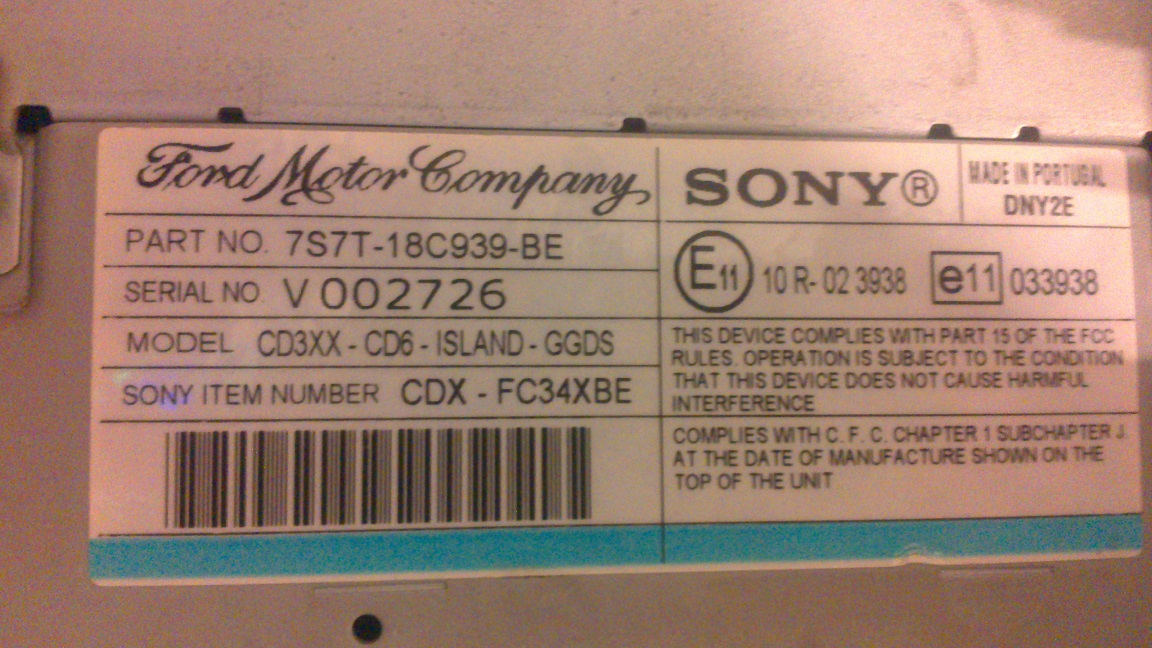 Ford Motor Company
PART NO. 7S7T-18C939-BE
SERIAL NO. V 002726
MODEL CD3XX - CD6 - ISLAND - GGDS
SONY ITEM NUMBER CDX - FC34XBE
SONY®
MADE IN PORTUGAL
DNY2E
E11 10 R- 02 3938 e11 033938
THIS DEVICE COMPLIES WITH PART 15 OF THE FCC
RULES. OPERATION IS SUBJECT TO THE CONDITION
THAT THIS DEVICE DOES NOT CAUSE HARMFUL
INTERFERENCE
COMPLIES WITH C. F. C. CHAPTER 1 SUBCHAPTER J.
AT THE DATE OF MANUFACTURE SHOWN ON THE
TOP OF THE UNIT